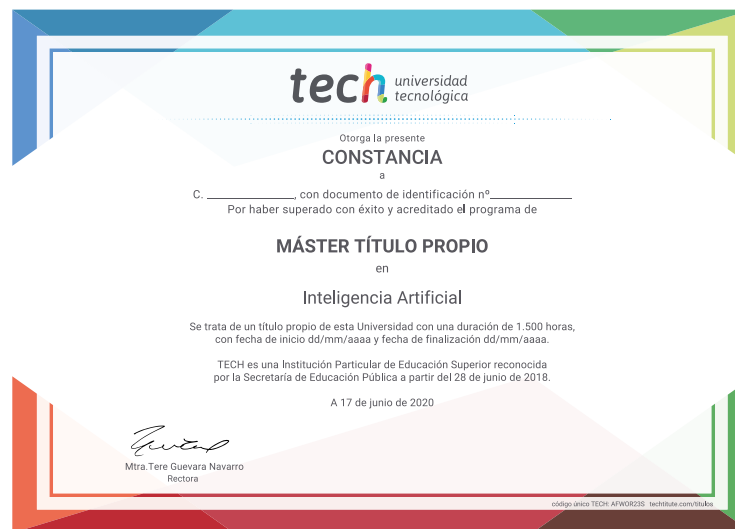 tech universidad
tecnológica
Otorga la presente
CONSTANCIA
a
C. ________________, con documento de identificación nº______________
Por haber superado con éxito y acreditado el programa de
MÁSTER TÍTULO PROPIO
en
Inteligencia Artificial
Se trata de un título propio de esta Universidad con una duración de 1.500 horas,
con fecha de inicio dd/mm/aaaa y fecha de finalización dd/mm/aaaa.
TECH es una Institución Particular de Educación Superior reconocida
por la Secretaría de Educación Pública a partir del 28 de junio de 2018.
A 17 de junio de 2020
Mtra.Tere Guevara Navarro
Rectora
código único TECH: AFWOR23S techtitute.com/titulos